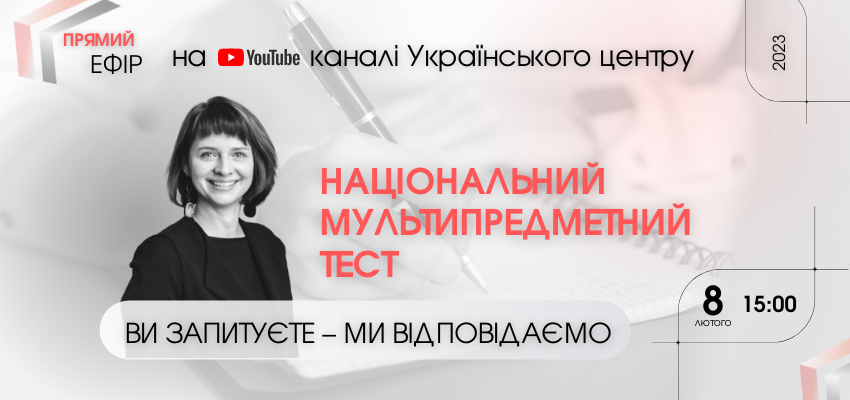 ПРЯМИЙ
ЕФІР
на YouTube каналі Українського центру
2023
НАЦІОНАЛЬНИЙ
МУЛЬТИПРЕДМЕТНИЙ
ТЕСТ
8
ЛЮТОГО
15:00
ВИ ЗАПИТУЄТЕ – МИ ВІДПОВІДАЄМО